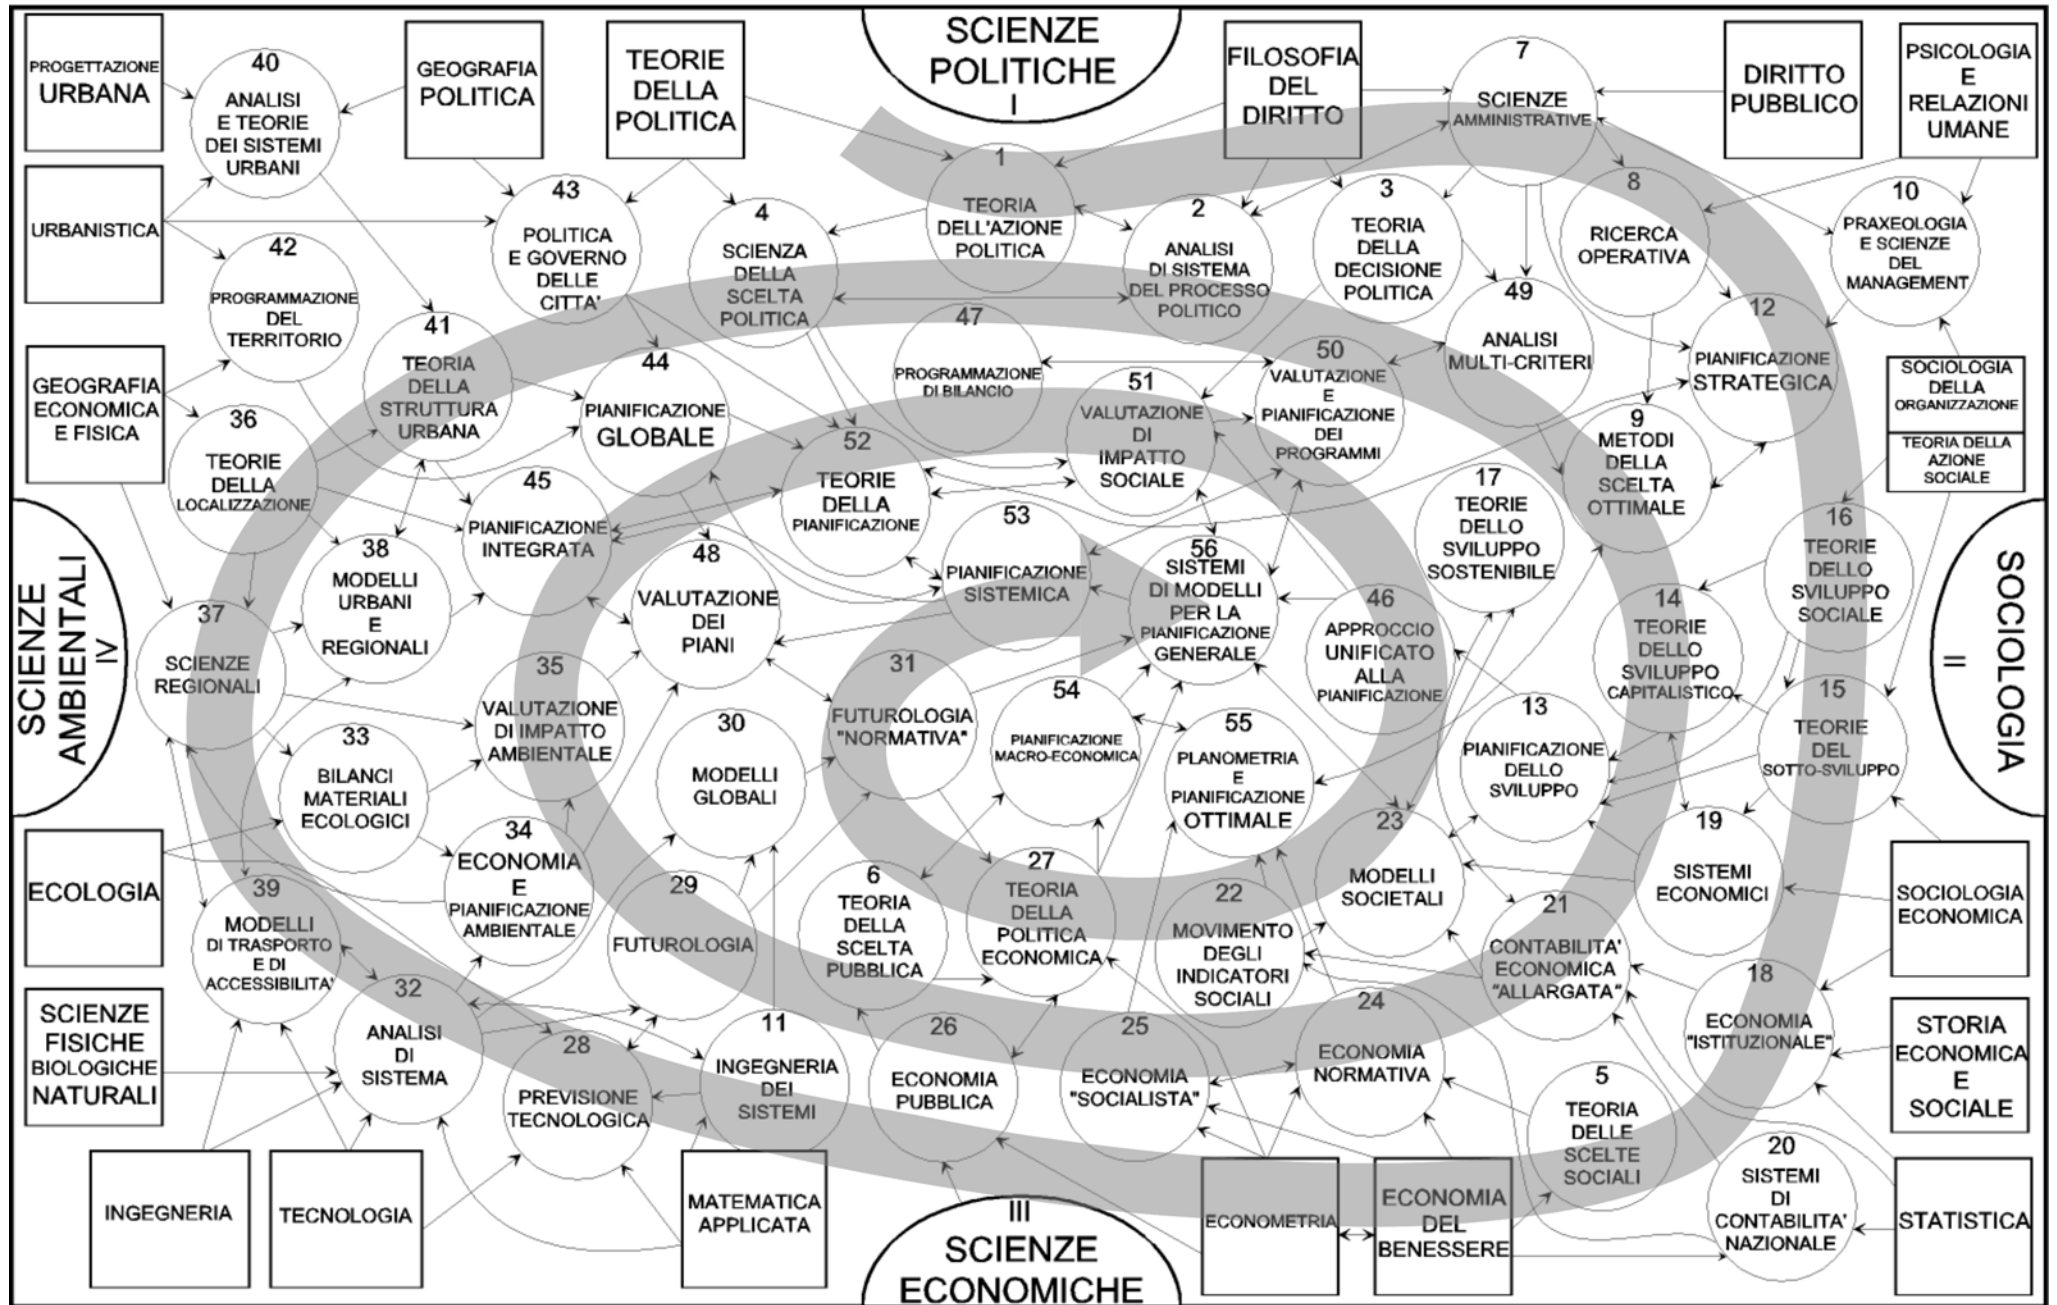 SCIENZE
POLITICHE
I
PROGETTAZIONE
URBANA
40
ANALISI
E TEORIE
DEI SISTEMI
URBANI
GEOGRAFIA
POLITICA
TEORIE
DELLA
POLITICA
FILOSOFIA
DEL
DIRITTO
7
SCIENZE
AMMINISTRATIVE
DIRITTO
PUBBLICO
PSICOLOGIA
E
RELAZIONI
UMANE
URBANISTICA
42
PROGRAMMAZIONE
DEL
TERRITORIO
43
POLITICA
E GOVERNO
DELLE
CITTA'
4
SCIENZA
DELLA
SCELTA
POLITICA
1
TEORIA
DELL'AZIONE
POLITICA
2
ANALISI
DI SISTEMA
DEL PROCESSO
POLITICO
3
TEORIA
DELLA
DECISIONE
POLITICA
8
RICERCA
OPERATIVA
10
PRAXEOLOGIA
E SCIENZE
DEL
MANAGEMENT
GEOGRAFIA
ECONOMICA
E FISICA
36
TEORIE
DELLA
LOCALIZZAZIONE
41
TEORIA
DELLA
STRUTTURA
URBANA
44
PIANIFICAZIONE
GLOBALE
47
PROGRAMMAZIONE
DI BILANCIO
51
VALUTAZIONE
DI
IMPATTO
SOCIALE
50
VALUTAZIONE
E
PIANIFICAZIONE
DEI
PROGRAMMI
49
ANALISI
MULTI-CRITERI
12
PIANIFICAZIONE
STRATEGICA
SOCIOLOGIA
DELLA
ORGANIZZAZIONE
TEORIA DELLA
AZIONE
SOCIALE
45
PIANIFICAZIONE
INTEGRATA
52
TEORIE
DELLA
PIANIFICAZIONE
53
PIANIFICAZIONE
SISTEMICA
17
TEORIE
DELLO
SVILUPPO
SOSTENIBILE
9
METODI
DELLA
SCELTA
OTTIMALE
16
TEORIE
DELLO
SVILUPPO
SOCIALE
SCIENZE
AMBIENTALI
IV
37
SCIENZE
REGIONALI
38
MODELLI
URBANI
E
REGIONALI
48
VALUTAZIONE
DEI
PIANI
56
SISTEMI
DI MODELLI
PER LA
PIANIFICAZIONE
GENERALE
46
APPROCCIO
UNIFICATO
ALLA
PIANIFICAZIONE
14
TEORIE
DELLO
SVILUPPO
CAPITALISTICO
SOCIOLOGIA
II
35
VALUTAZIONE
DI IMPATTO
AMBIENTALE
31
FUTUROLOGIA
"NORMATIVA"
54
PIANIFICAZIONE
MACRO-ECONOMICA
55
PLANOMETRIA
E
PIANIFICAZIONE
OTTIMALE
13
PIANIFICAZIONE
DELLO
SVILUPPO
15
TEORIE
DEL
SOTTO-SVILUPPO
33
BILANCI
MATERIALI
ECOLOGICI
30
MODELLI
GLOBALI
23
MODELLI
SOCIETALI
19
SISTEMI
ECONOMICI
ECOLOGIA
34
ECONOMIA
E
PIANIFICAZIONE
AMBIENTALE
29
FUTUROLOGIA
6
TEORIA
DELLA
SCELTA
PUBBLICA
27
TEORIA
DELLA
POLITICA
ECONOMICA
22
MOVIMENTO
DEGLI
INDICATORI
SOCIALI
21
CONTABILITA'
ECONOMICA
"ALLARGATA"
SOCIOLOGIA
ECONOMICA
39
MODELLI
DI TRASPORTO
E DI
ACCESSIBILITA'
32
ANALISI
DI
SISTEMA
28
PREVISIONE
TECNOLOGICA
11
INGEGNERIA
DEI
SISTEMI
26
ECONOMIA
PUBBLICA
25
ECONOMIA
"SOCIALISTA"
24
ECONOMIA
NORMATIVA
18
ECONOMIA
"ISTITUZIONALE"
SCIENZE
FISICHE
BIOLOGICHE
NATURALI
STORIA
ECONOMICA
E
SOCIALE
5
TEORIA
DELLE
SCELTE
SOCIALI
20
SISTEMI
DI
CONTABILITA'
NAZIONALE
INGEGNERIA
TECNOLOGIA
MATEMATICA
APPLICATA
III
SCIENZE
ECONOMICHE
ECONOMETRIA
ECONOMIA
DEL
BENESSERE
STATISTICA